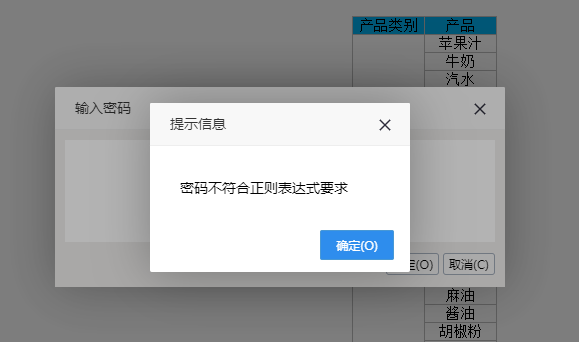 产品类别 产品
苹果汁
牛奶
汽水
输入密码
提示信息
密码不符合正则表达式要求
确定(O)
定(O) 取消(C)
麻油
酱油
胡椒粉